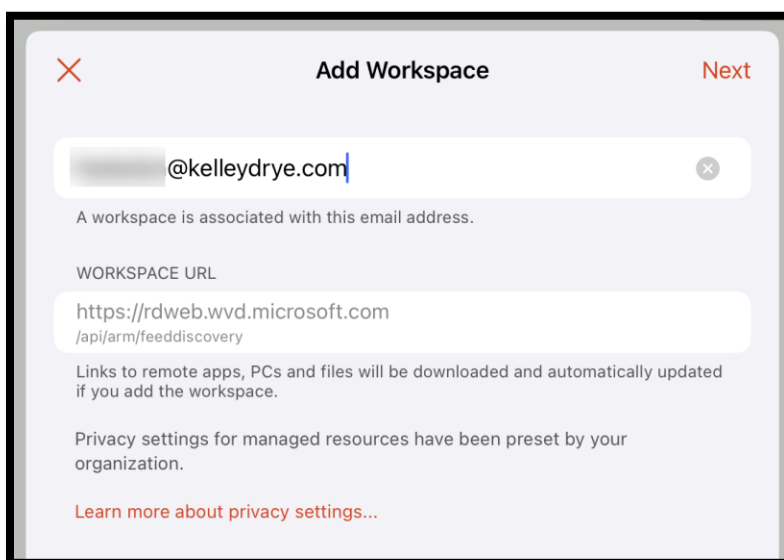 Add Workspace
Next
@kelleydrye.com
A workspace is associated with this email address.
WORKSPACE URL
https://rdweb.wvd.microsoft.com
/api/arm/feeddiscovery
Links to remote apps, PCs and files will be downloaded and automatically updated
if you add the workspace.
Privacy settings for managed resources have been preset by your
organization.
Learn more about privacy settings...